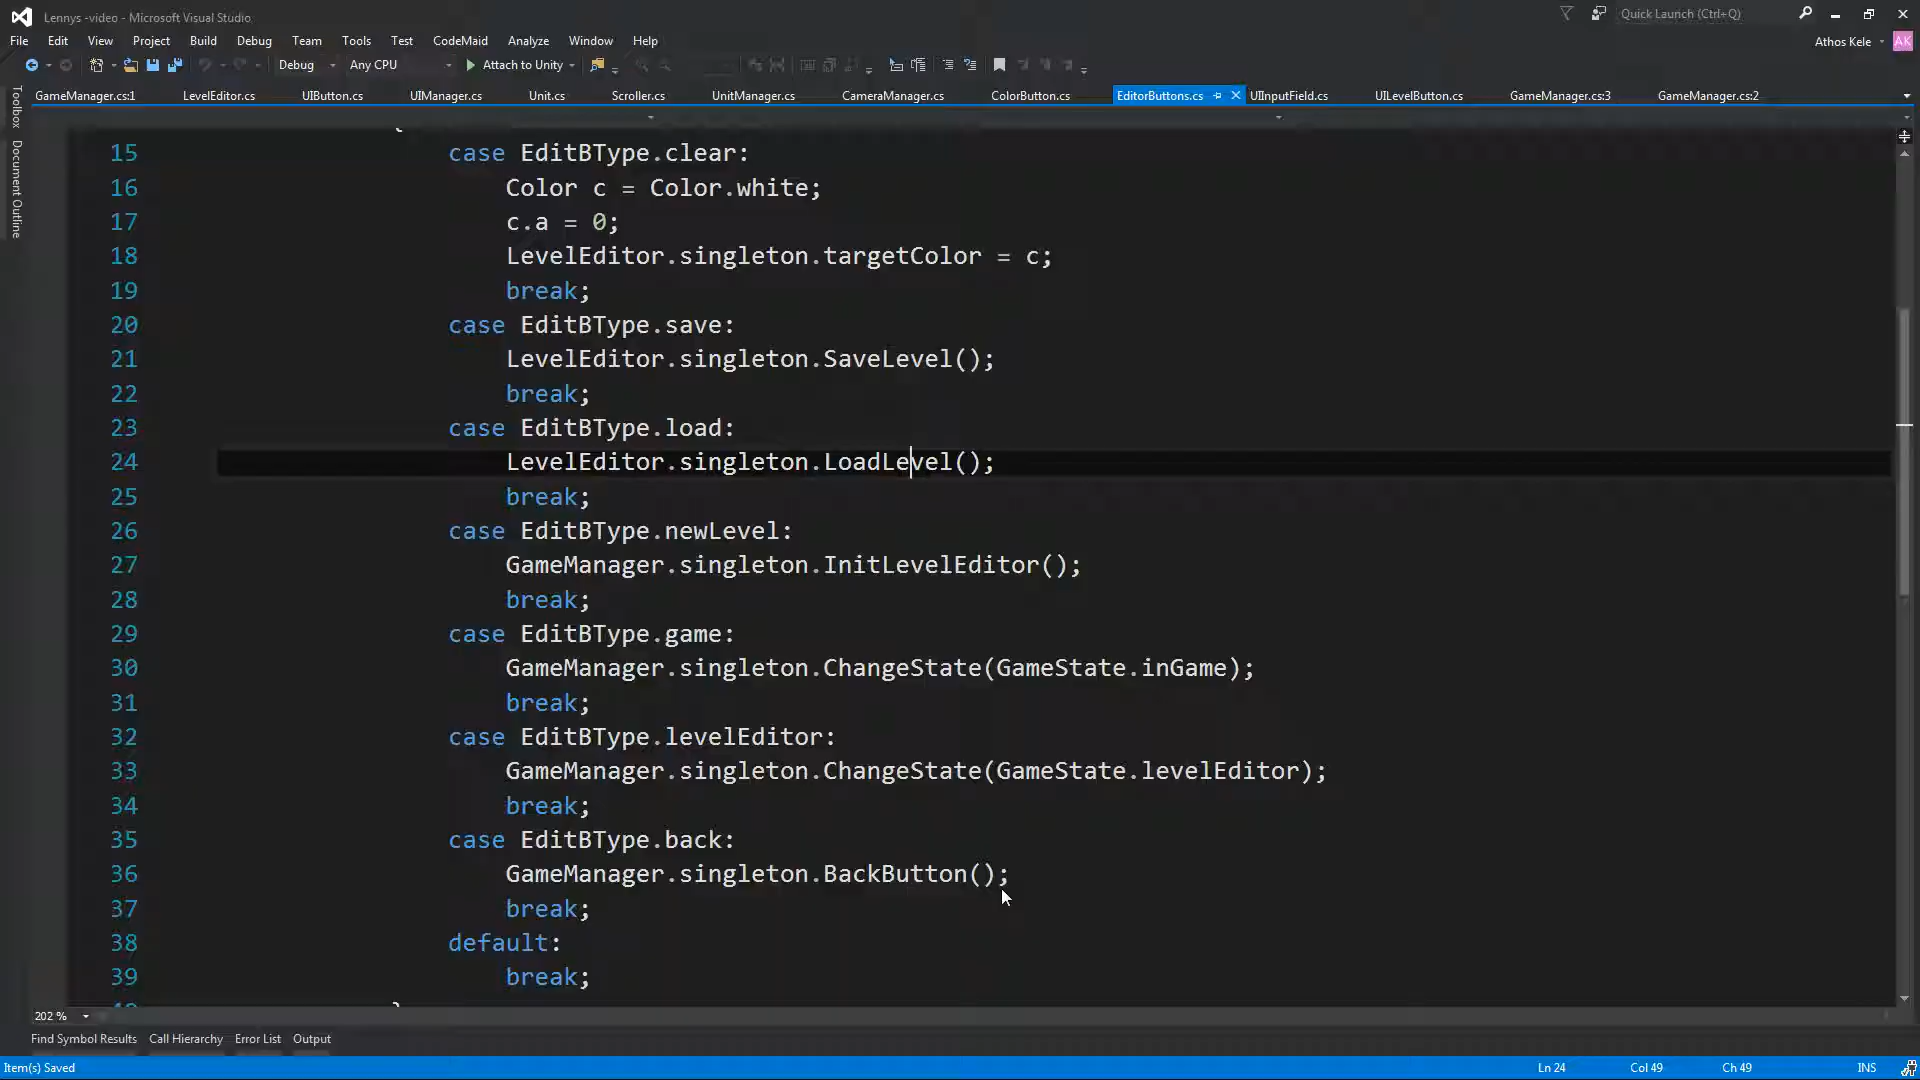 Lennys -video - Microsoft Visual Studio
Quick Launch (Ctrl+Q)
File Edit View Project Build Debug Team Tools Test CodeMaid Analyze Window Help
Athos Kele AK
Debug Any CPU Attach to Unity
GameManager.cs:1 LevelEditor.cs UIButton.cs UIManager.cs Unit.cs Scroller.cs UnitManager.cs CameraManager.cs ColorButton.cs EditorButtons.cs UIInputField.cs UILevelButton.cs GameManager.cs:3 GameManager.cs:2
Toolbox
Document Outline
{
15 case EditBType.clear:
16 Color c = Color.white;
17 c.a = 0;
18 LevelEditor.singleton.targetColor = c;
19 break;
20 case EditBType.save:
21 LevelEditor.singleton.SaveLevel();
22 break;
23 case EditBType.load:
24 LevelEditor.singleton.LoadLevel();
25 break;
26 case EditBType.newLevel:
27 GameManager.singleton.InitLevelEditor();
28 break;
29 case EditBType.game:
30 GameManager.singleton.ChangeState(GameState.inGame);
31 break;
32 case EditBType.levelEditor:
33 GameManager.singleton.ChangeState(GameState.levelEditor);
34 break;
35 case EditBType.back:
36 GameManager.singleton.BackButton();
37 break;
38 default:
39 break;
202 %
Find Symbol Results Call Hierarchy Error List Output
Item(s) Saved Ln 24 Col 49 Ch 49 INS